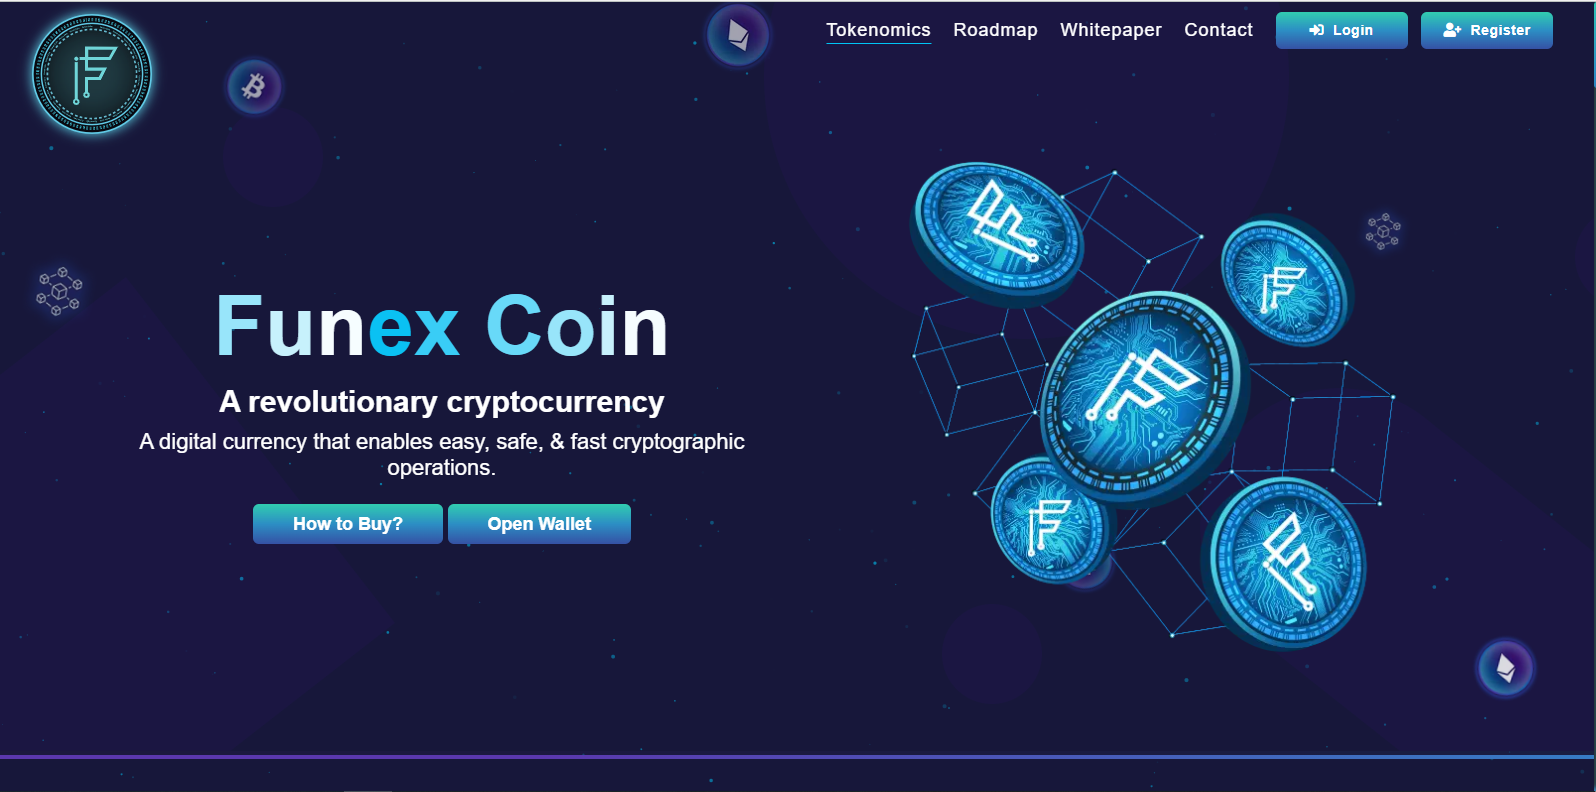 Tokenomics Roadmap Whitepaper Contact Login Register
Funex Coin
A revolutionary cryptocurrency
A digital currency that enables easy, safe, & fast cryptographic
operations.
How to Buy? Open Wallet